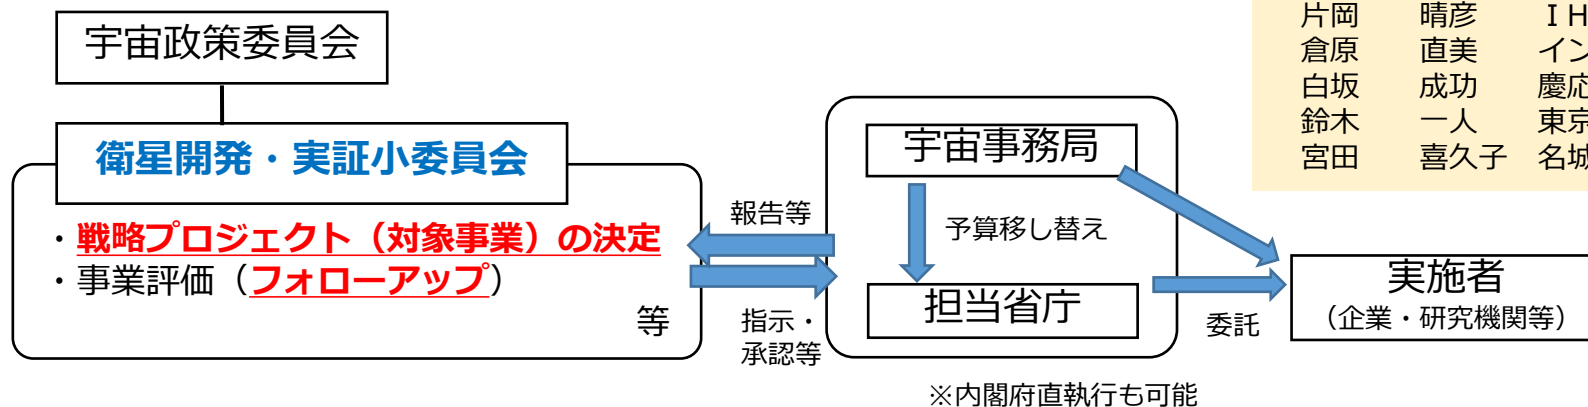 宇宙政策委員会
衛星開発・実証小委員会
・戦略プロジェクト（対象事業）の決定
・事業評価（フォローアップ）
等
報告等
指示・
承認等
宇宙事務局
予算移し替え
担当省庁
委託
※内閣府直執行も可能
実施者
（企業・研究機関等）
片岡 晴彦 ＩＨ
倉原 直美 イン
白坂 成功 慶応
鈴木 一人 東京
宮田 喜久子 名城